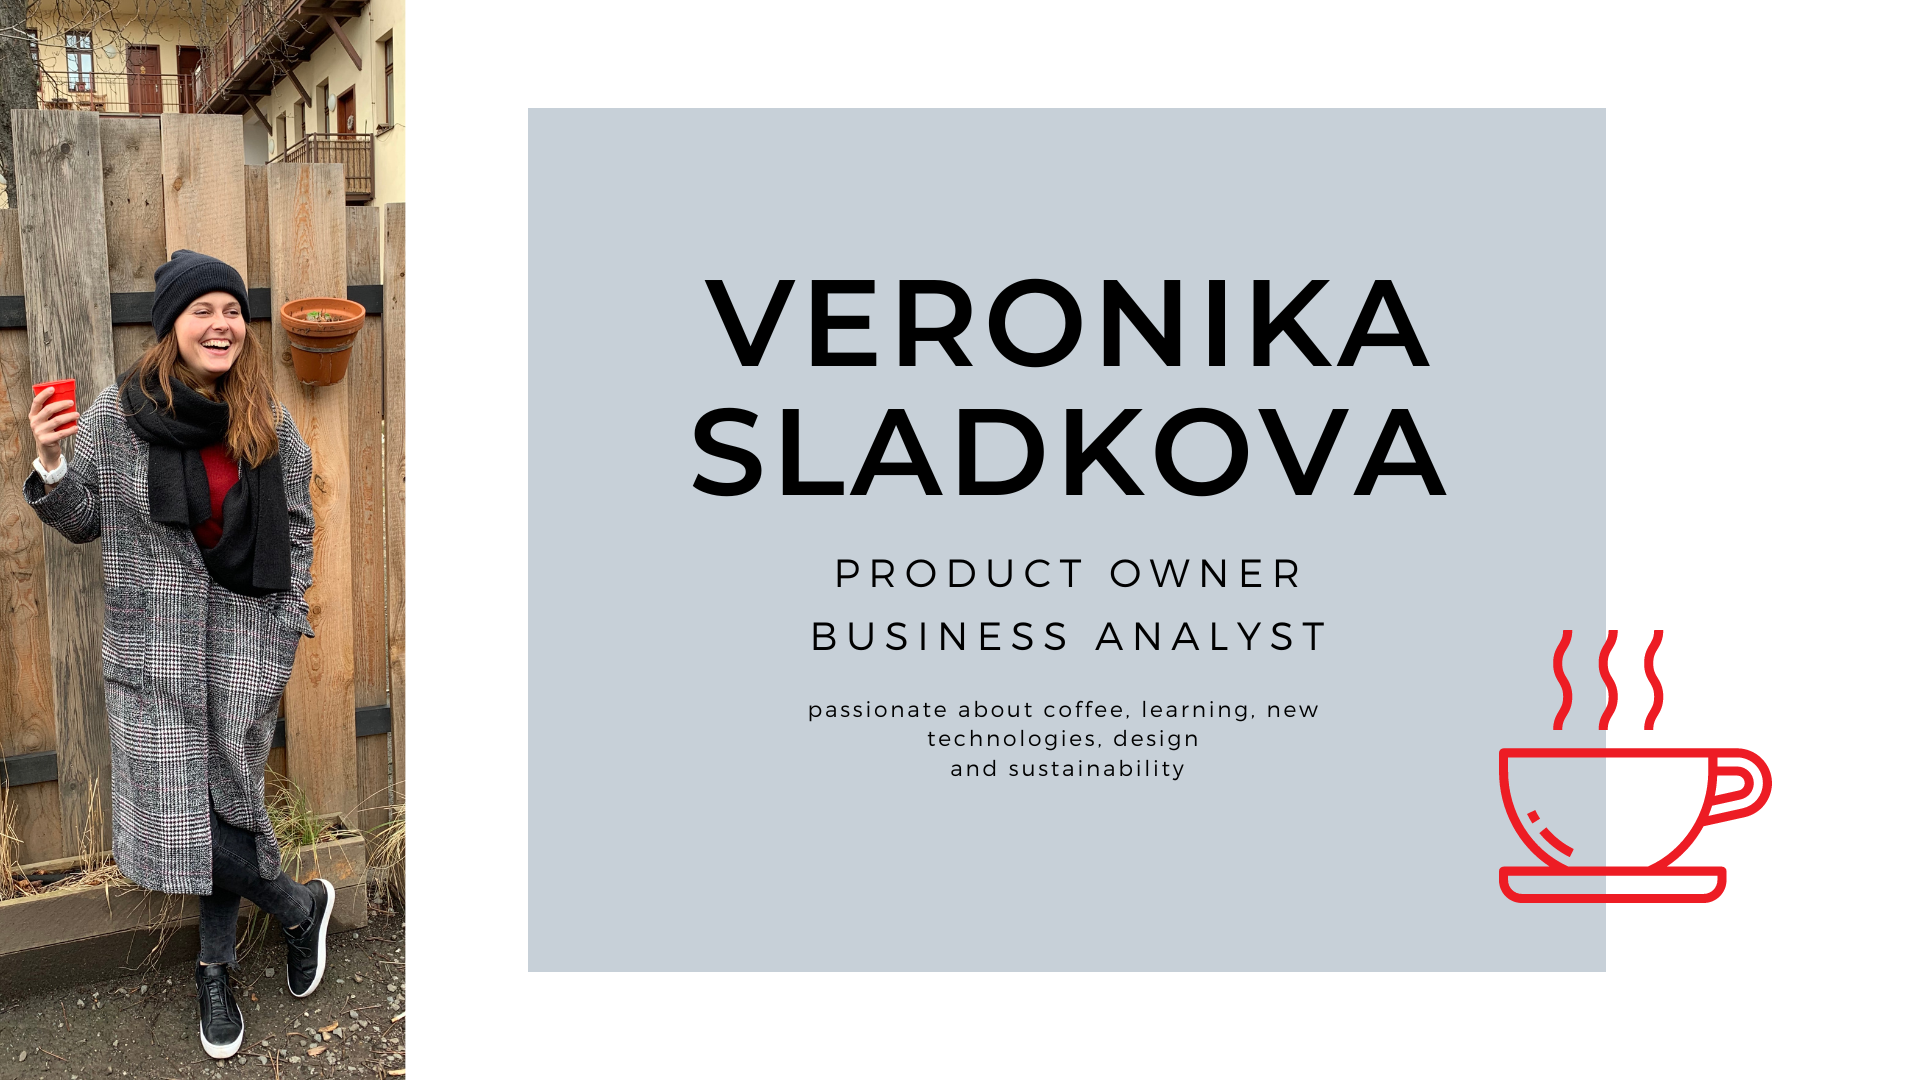 VERONIKA
SLADKOVA
PRODUCT OWNER
BUSINESS ANALYST
passionate about coffee, learning, new
technologies, design
and sustainability